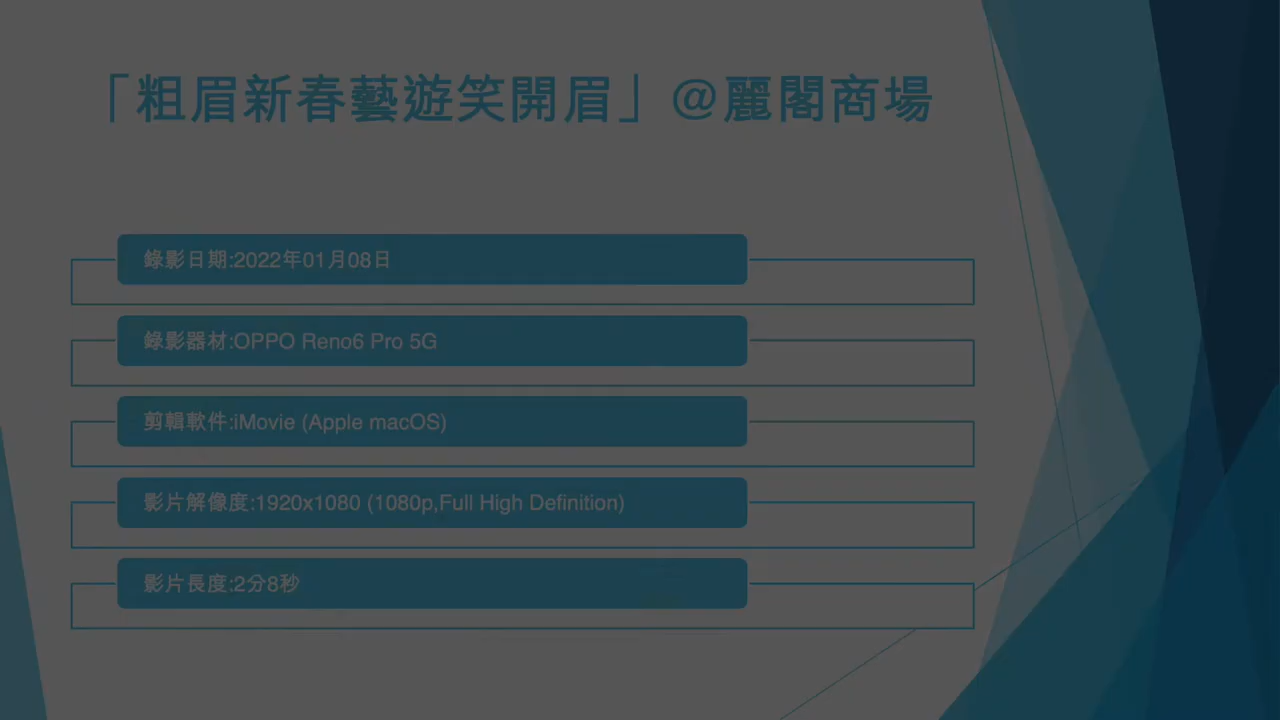 「粗眉新春藝遊笑開眉」@麗閣商場
錄影日期:2022年01月08日
錄影器材:OPPO Reno6 Pro 5G
剪輯軟件:iMovie (Apple macOS)
影片解像度:1920x1080 (1080p,Full High Definition)
影片長度:2分8秒